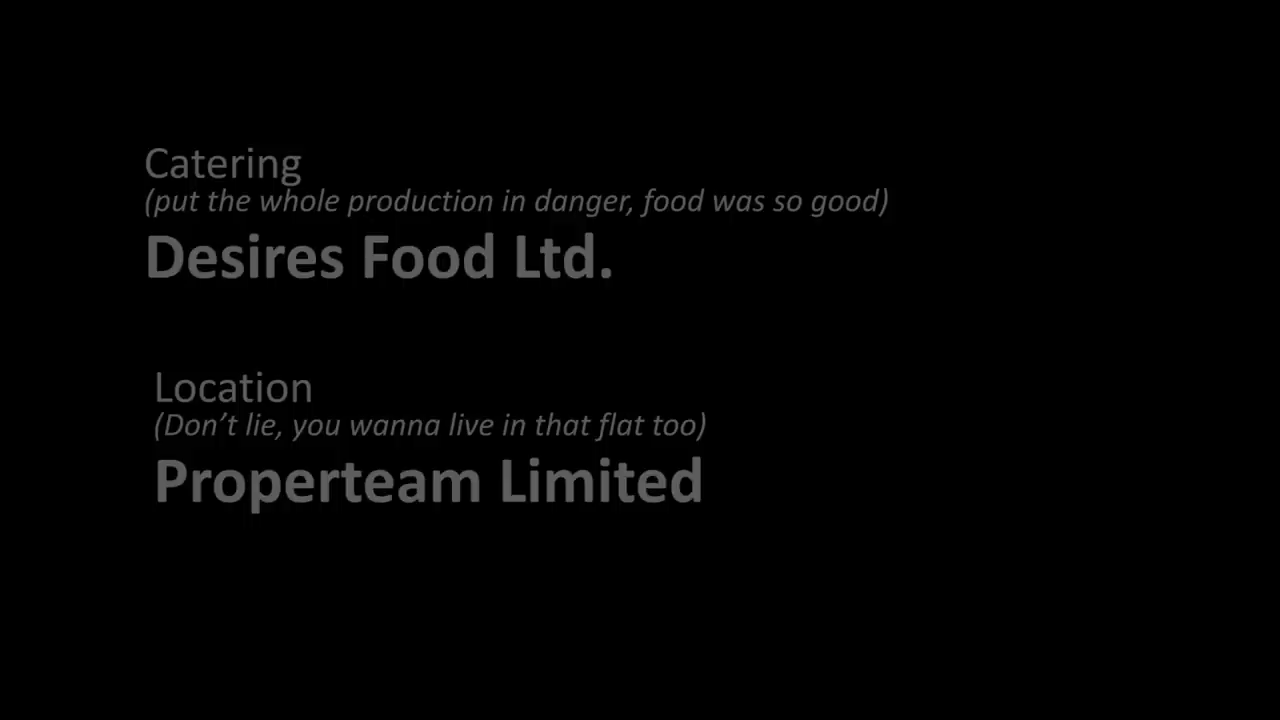 Catering
(put the whole production in danger, food was so good)
Desires Food Ltd.
Location
(Don’t lie, you wanna live in that flat too)
Properteam Limited